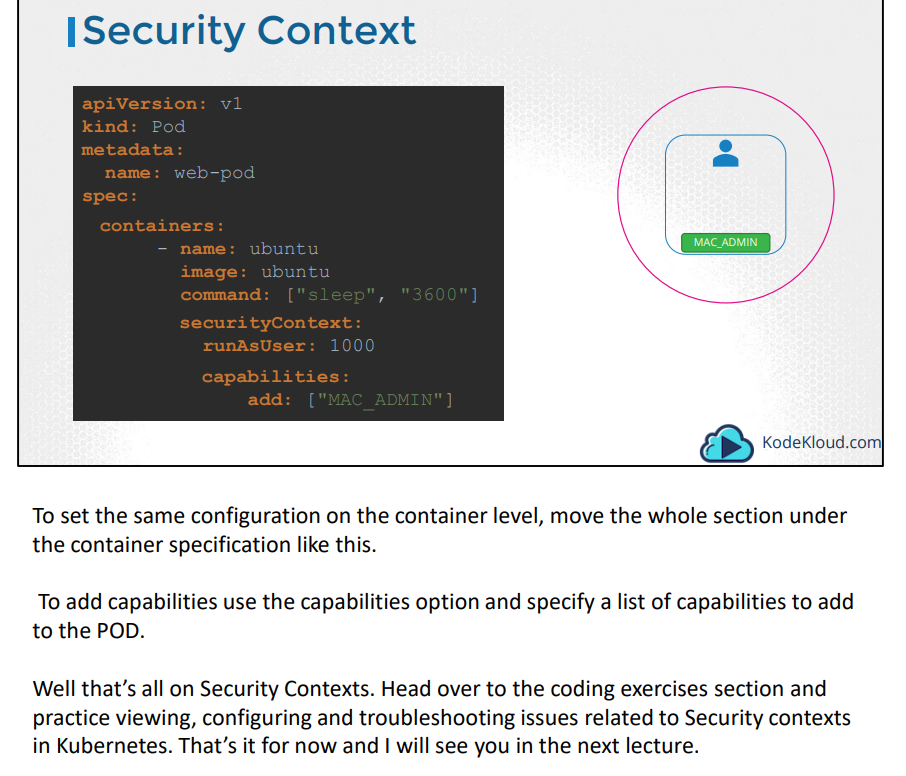 Security Context
apiVersion: v1
kind: Pod
metadata:
name: web-pod
spec:
containers:
- name: ubuntu
image: ubuntu
command: ["sleep", "3600"]
securityContext:
runAsUser: 1000
capabilities:
add: ["MAC_ADMIN"]
MAC_ADMIN
KodeKloud.com
To set the same configuration on the container level, move the whole section under
the container specification like this.
To add capabilities use the capabilities option and specify a list of capabilities to add
to the POD.
Well that’s all on Security Contexts. Head over to the coding exercises section and
practice viewing, configuring and troubleshooting issues related to Security contexts
in Kubernetes. That’s it for now and I will see you in the next lecture.